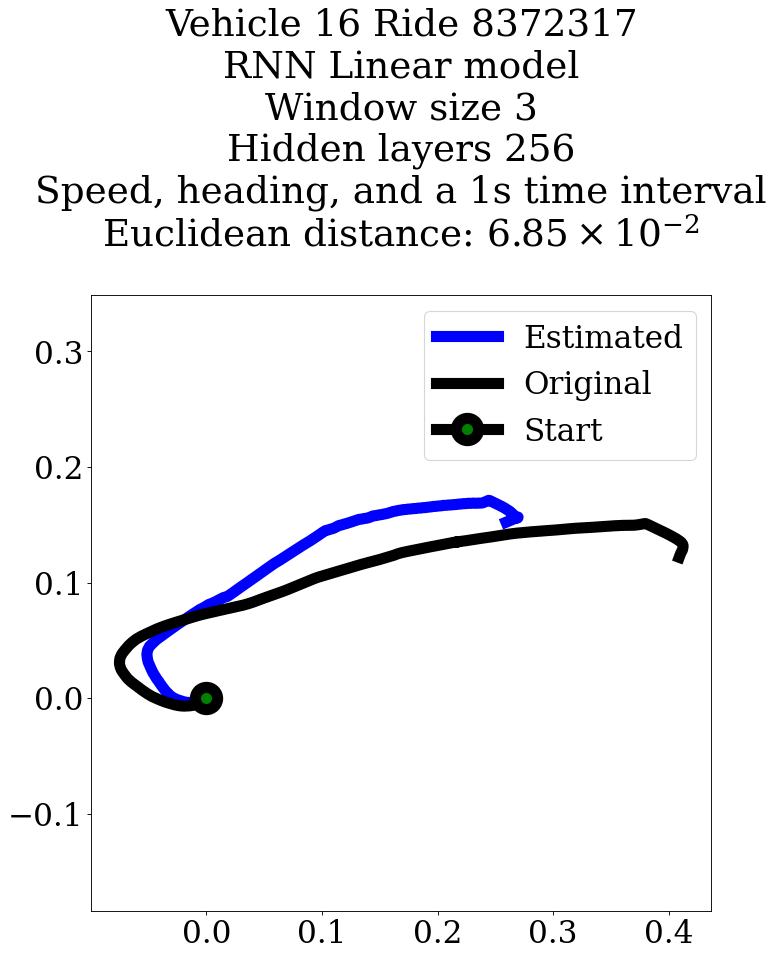 Vehicle 16 Ride 8372317
RNN Linear model
Window size 3
Hidden layers 256
Speed, heading, and a 1s time interval
Euclidean distance: 6.85 × 10⁻²
Estimated
Original
Start
0.3
0.2
0.1
0.0
−0.1
0.0 0.1 0.2 0.3 0.4